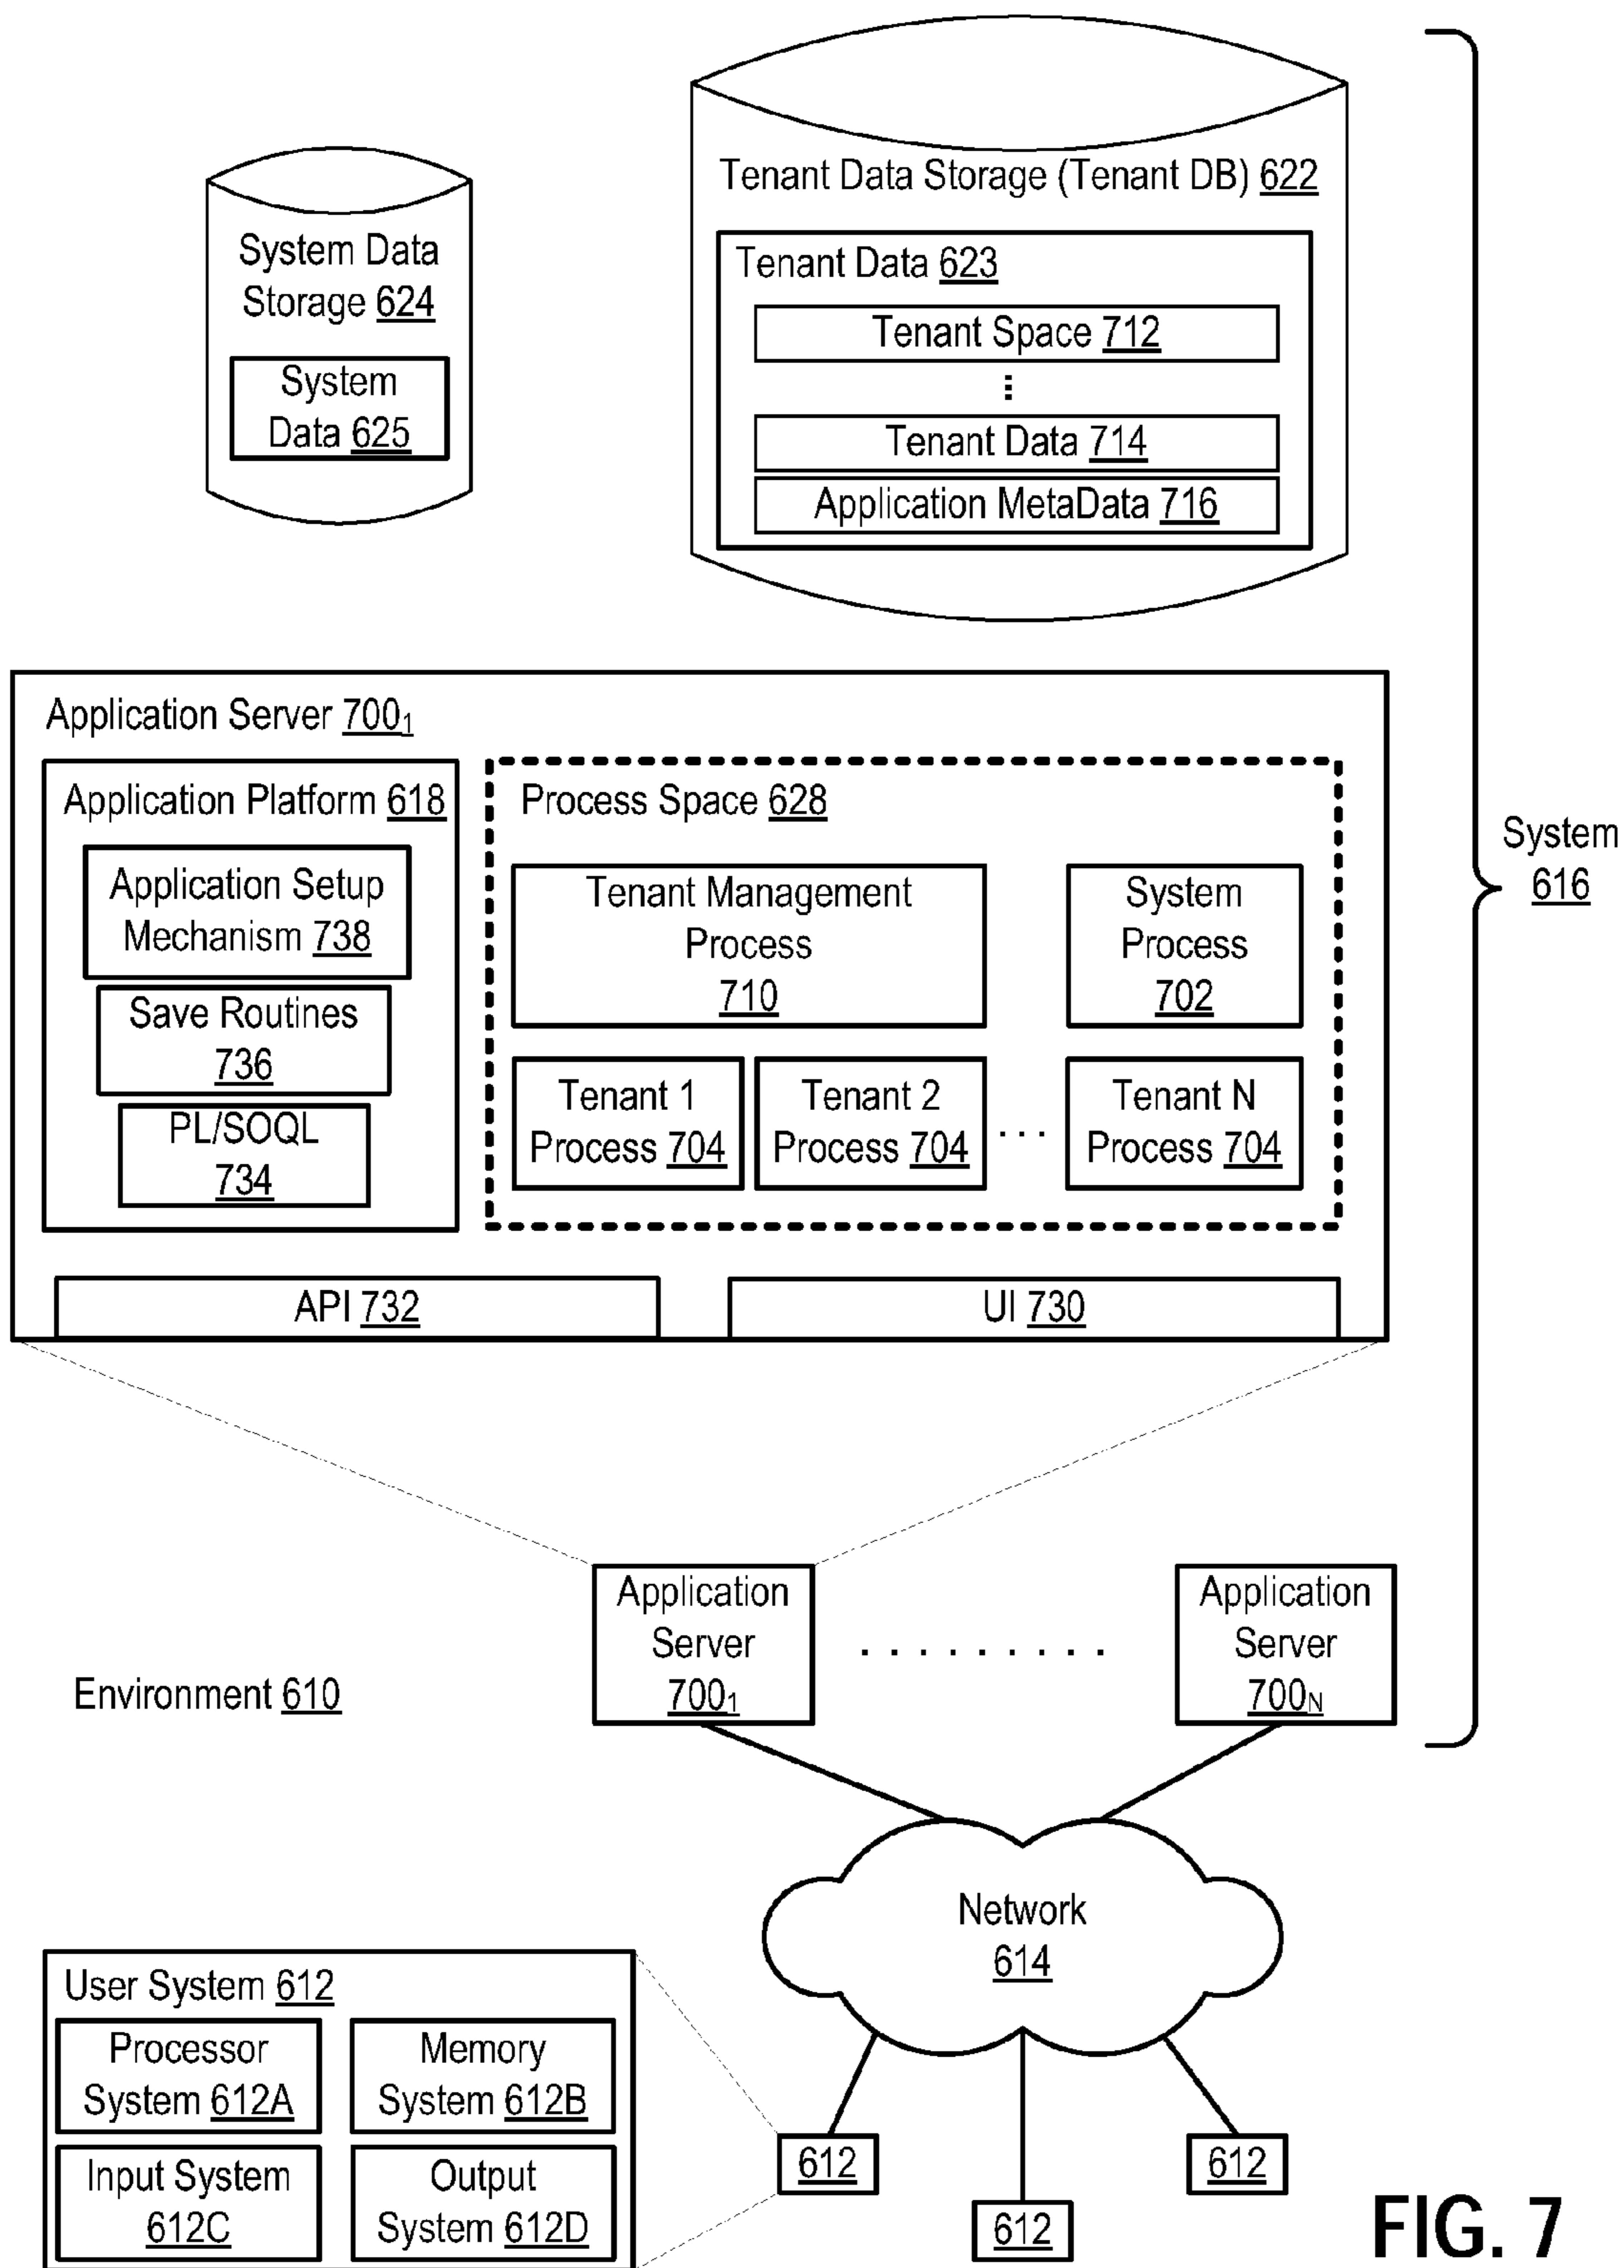 Tenant Data Storage (Tenant DB) 622
System Data
Storage 624
System
Data 625
Tenant Data 623
Tenant Space 712
Tenant Data 714
Application MetaData 716
System
616
Application Server 700₁
Application Platform 618
Application Setup
Mechanism 738
Save Routines
736
PL/SOQL
734
Process Space 628
Tenant Management
Process
710
System
Process
702
Tenant 1
Process 704
Tenant 2
Process 704
. . .
Tenant N
Process 704
API 732
UI 730
Application
Server
700₁
. . . . . . . . .
Application
Server
700N
Environment 610
Network
614
User System 612
Processor
System 612A
Memory
System 612B
Input System
612C
Output
System 612D
612
612
612
FIG. 7